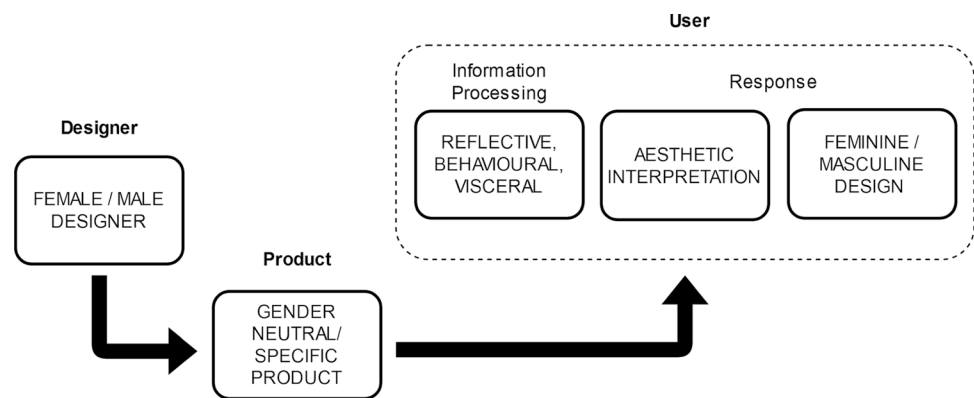 Designer
FEMALE / MALE
DESIGNER
Product
GENDER
NEUTRAL/
SPECIFIC
PRODUCT
User
Information
Processing
REFLECTIVE,
BEHAVIOURAL,
VISCERAL
Response
AESTHETIC
INTERPRETATION
FEMININE /
MASCULINE
DESIGN